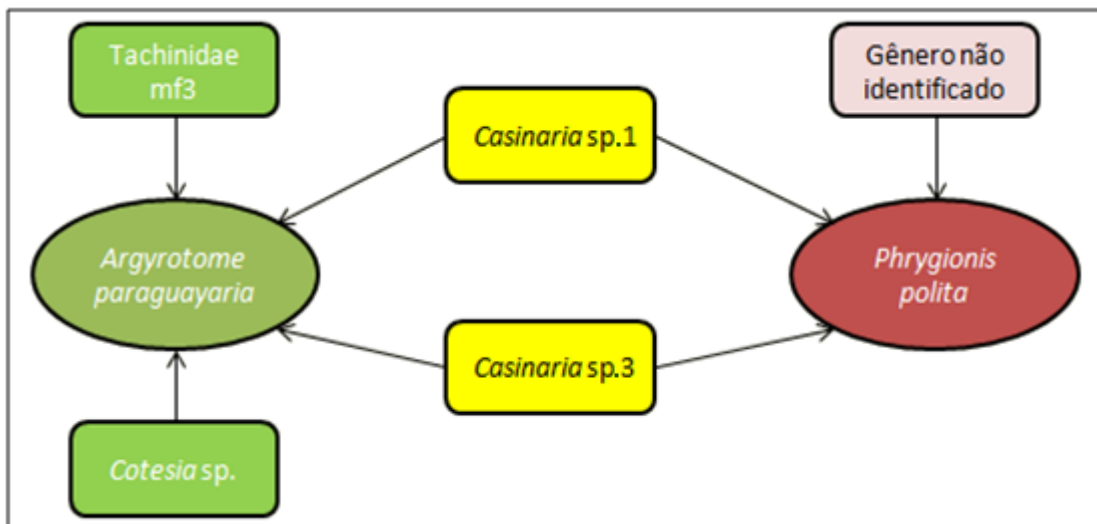 Tachinidae
mf3
Casinaria sp.1
Gênero não
identificado
Argyrotome
paraguayaria
Phrygionis
polita
Casinaria sp.3
Cotesia sp.